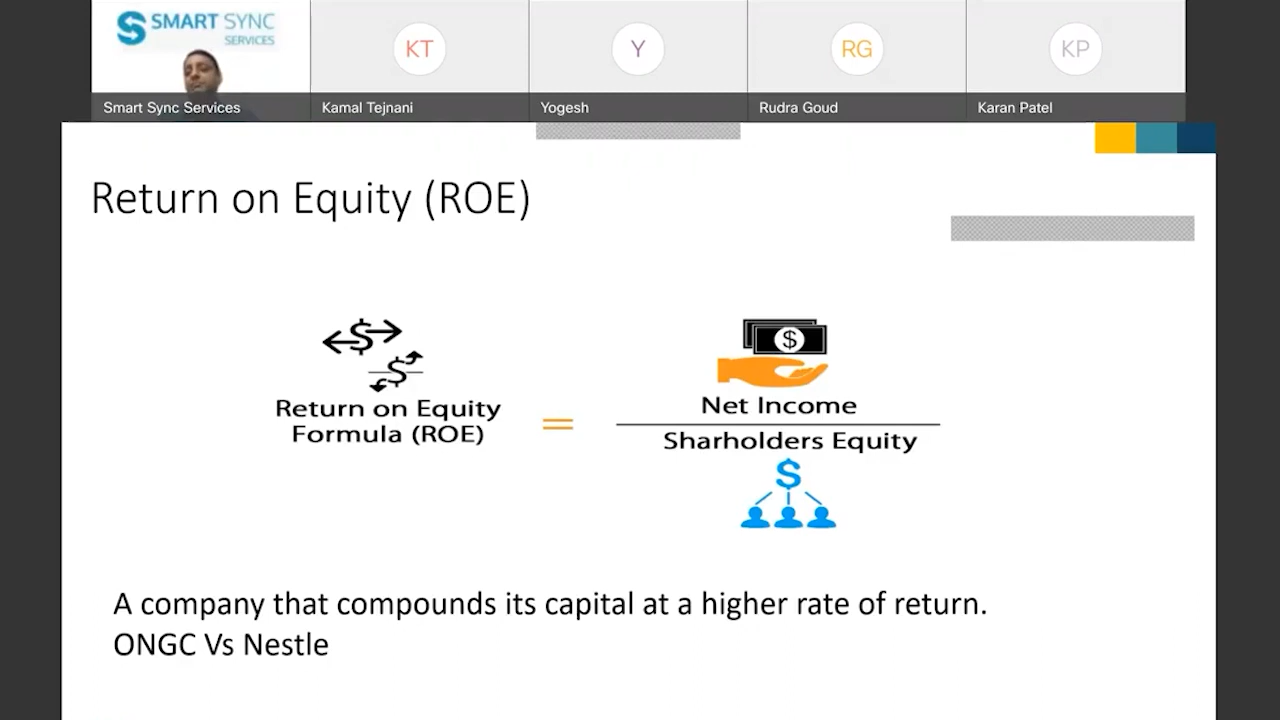 SMART SYNC
SERVICES
KT
Y
RG
KP
Smart Sync Services
Kamal Tejnani
Yogesh
Rudra Goud
Karan Patel
Return on Equity (ROE)
$
$
$
Return on Equity
Formula (ROE)
=
Net Income
Sharholders Equity
$
A company that compounds its capital at a higher rate of return.
ONGC Vs Nestle